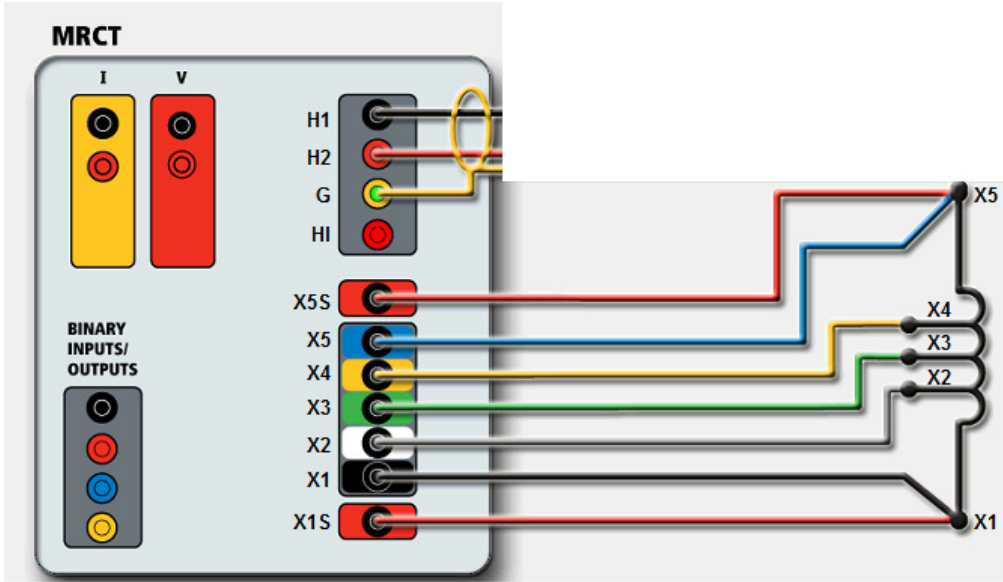 MRCT
I
V
H1
H2
G
HI
X5S
X5
X4
X3
X2
X1
X1S
BINARY
INPUTS/
OUTPUTS
X5
X4
X3
X2
X1